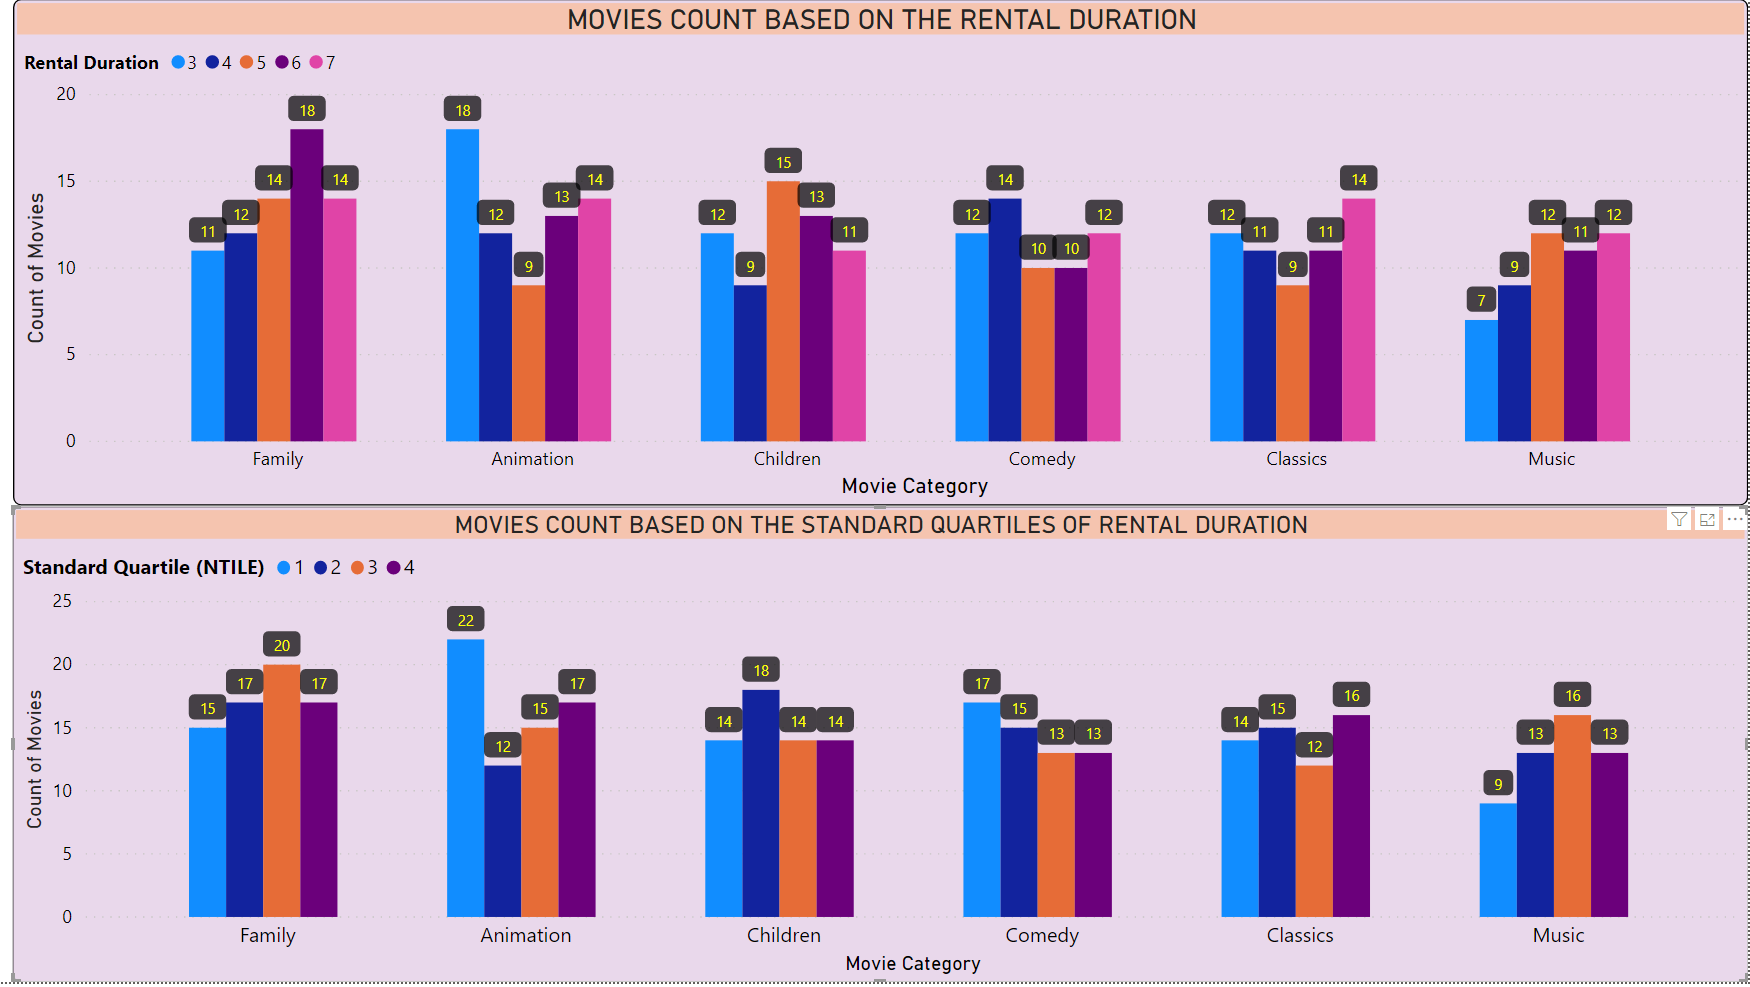 MOVIES COUNT BASED ON THE RENTAL DURATION
Rental Duration 3 4 5 6 7
20
15
10
5
0
Count of Movies
11 12 14 18 14
18 12 9 13 14
12 9 15 13 11
12 14 10 10 12
12 11 9 11 14
7 9 12 11 12
Family Animation Children Comedy Classics Music
Movie Category
MOVIES COUNT BASED ON THE STANDARD QUARTILES OF RENTAL DURATION
Standard Quartile (NTILE) 1 2 3 4
25
20
15
10
5
0
Count of Movies
15 17 20 17
22 12 15 17
14 18 14 14
17 15 13 13
14 15 12 16
9 13 16 13
Family Animation Children Comedy Classics Music
Movie Category